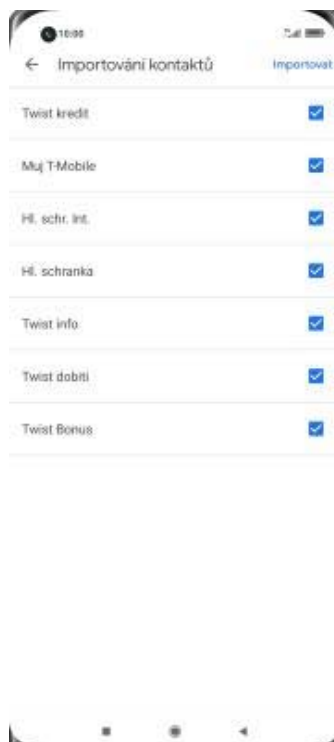 10:00
Importování kontaktů
Importovat
Twist kredit
Muj T-Mobile
Hl. schr. Int.
Hl. schranka
Twist info
Twist dobiti
Twist Bonus